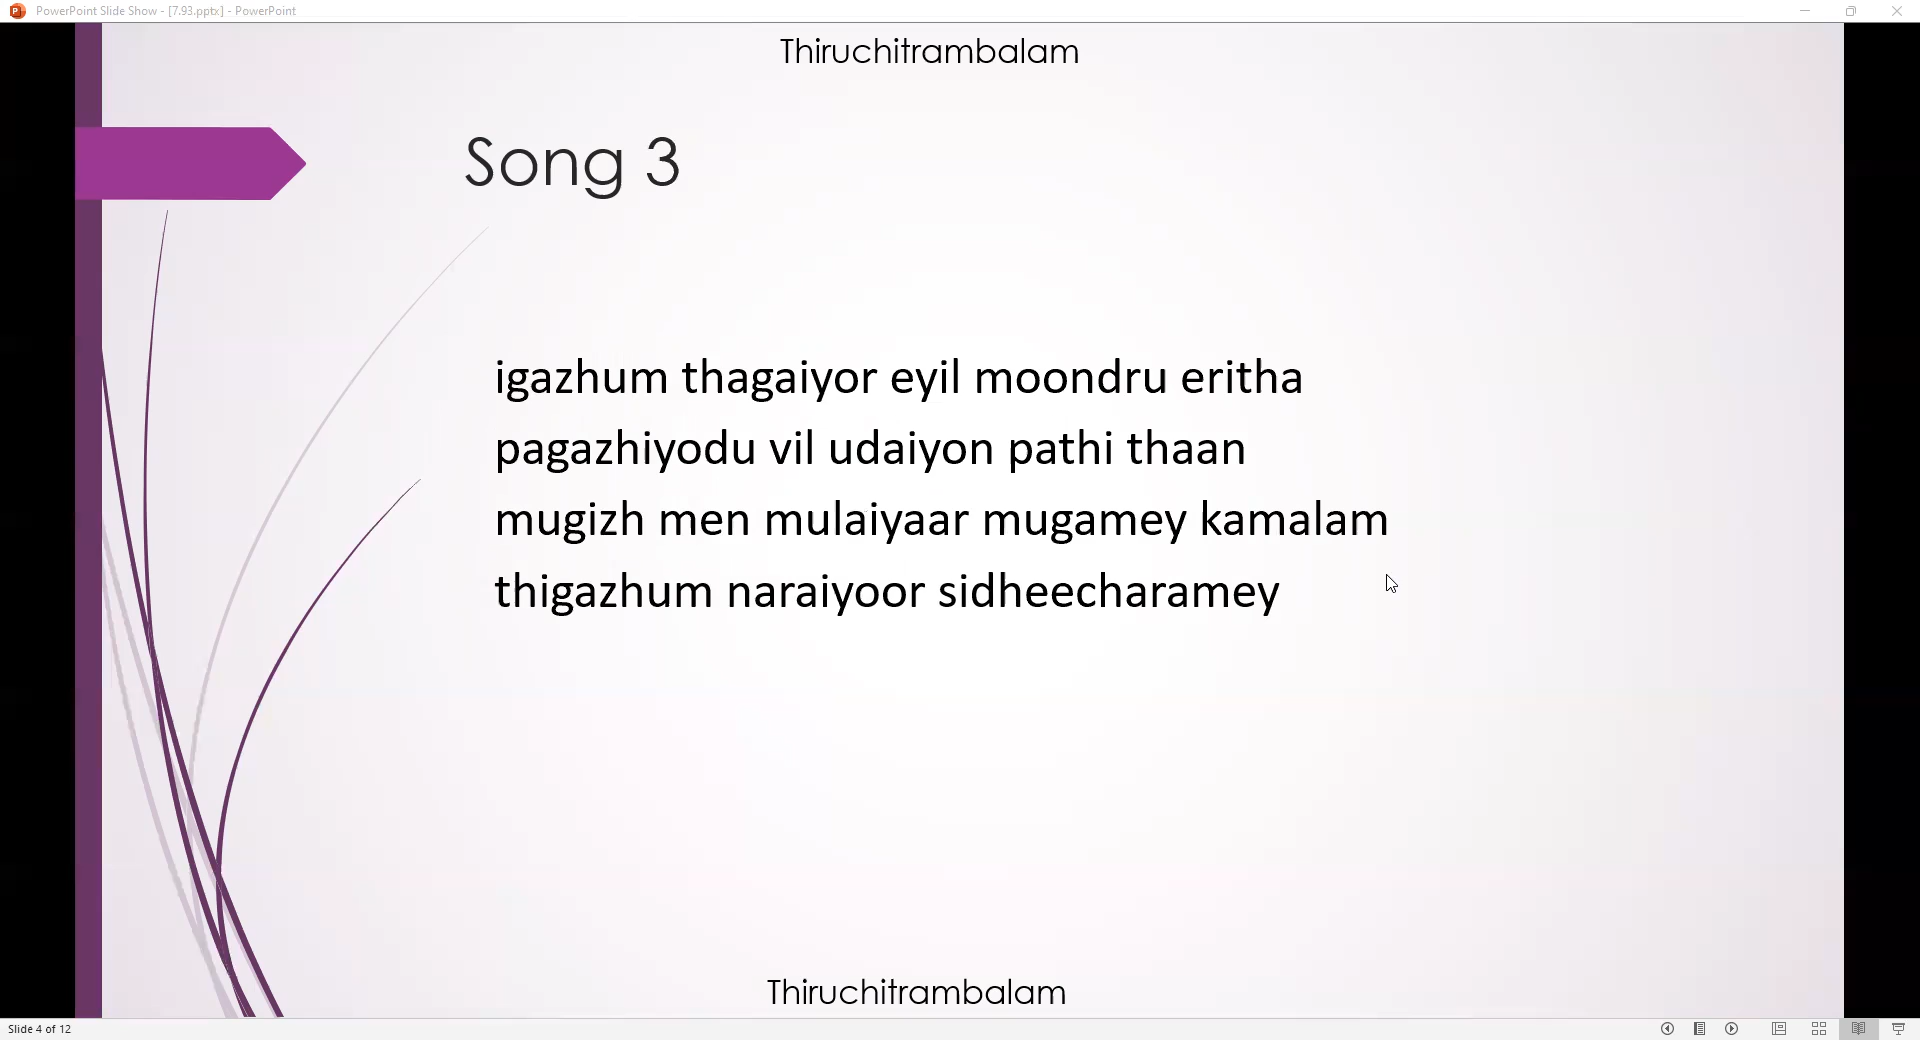 PowerPoint Slide Show - [7.93.pptx] - PowerPoint
Thiruchitrambalam
Song 3
igazhum thagaiyor eyil moondru eritha
pagazhiyodu vil udaiyon pathi thaan
mugizh men mulaiyaar mugamey kamalam
thigazhum naraiyoor sidheecharamey
Thiruchitrambalam
Slide 4 of 12